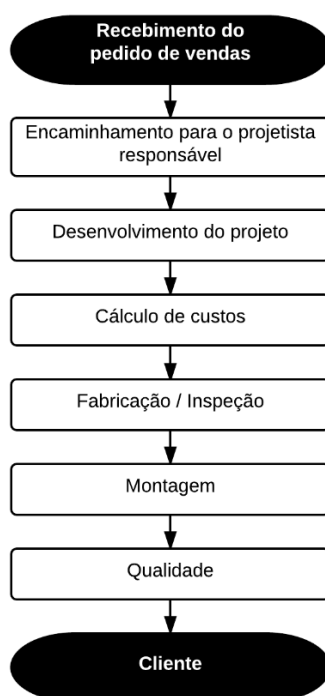 Recebimento do
pedido de vendas
Encaminhamento para o projetista
responsável
Desenvolvimento do projeto
Cálculo de custos
Fabricação / Inspeção
Montagem
Qualidade
Cliente